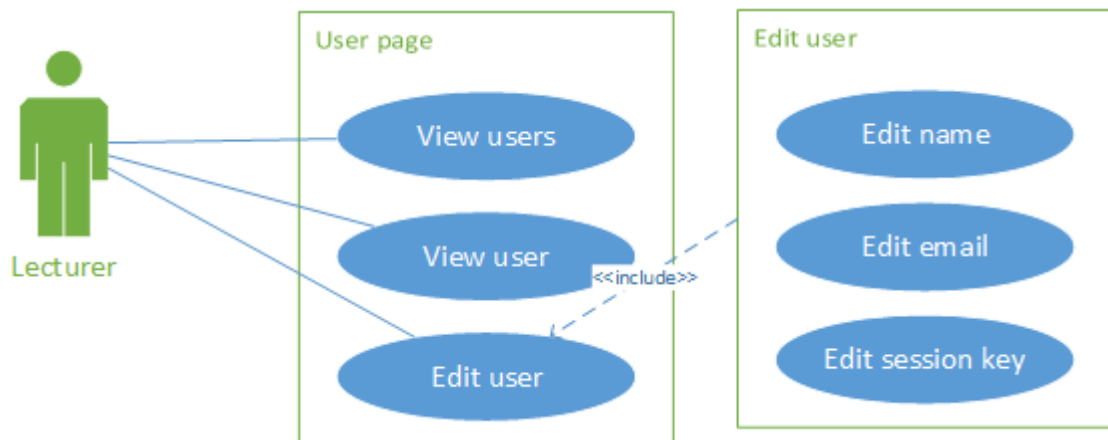 User page
Edit user
View users
Edit name
View user
Edit email
<<include>>
Lecturer
Edit user
Edit session key